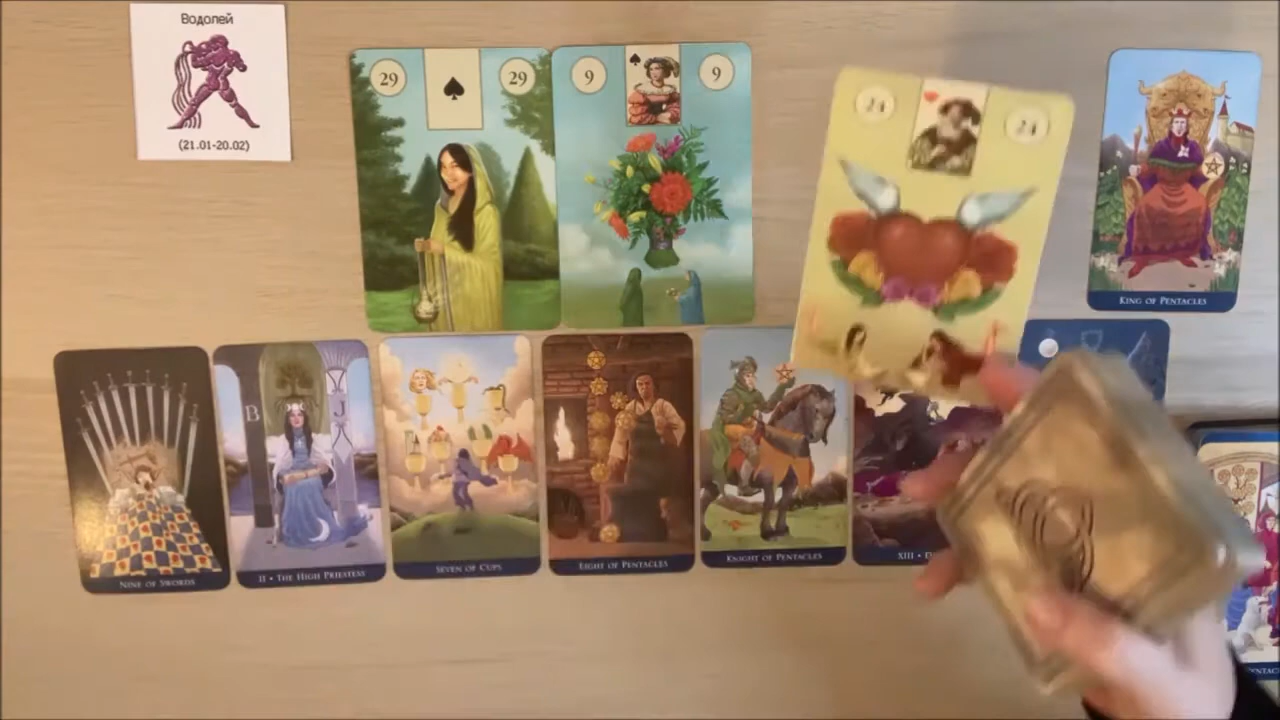 Водолей
(21.01-20.02)
29
29
9
9
24
24
KING OF PENTACLES
B
J
NINE OF SWORDS
II • THE HIGH PRIESTESS
SEVEN OF CUPS
EIGHT OF PENTACLES
KNIGHT OF PENTACLES
XIII •